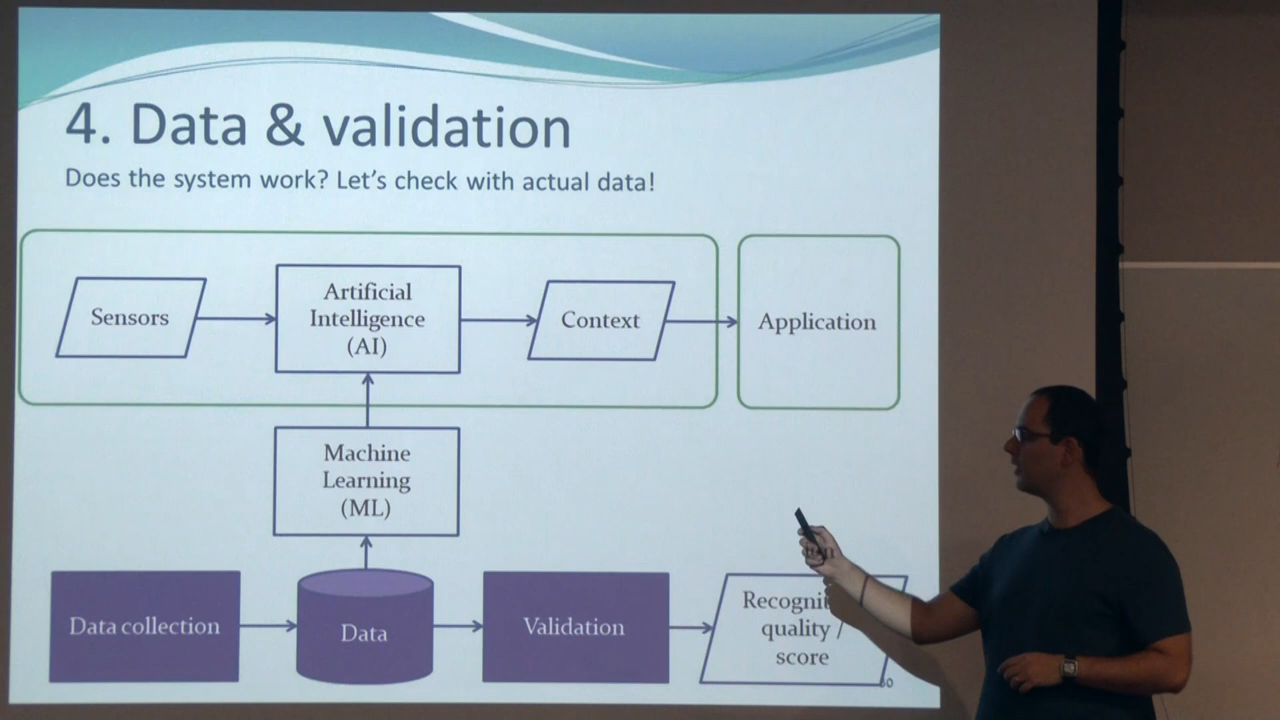 4. Data & validation
Does the system work? Let's check with actual data!
Sensors
Artificial
Intelligence
(AI)
Context
Application
Machine
Learning
(ML)
Data collection
Data
Validation
Recognition
quality /
score